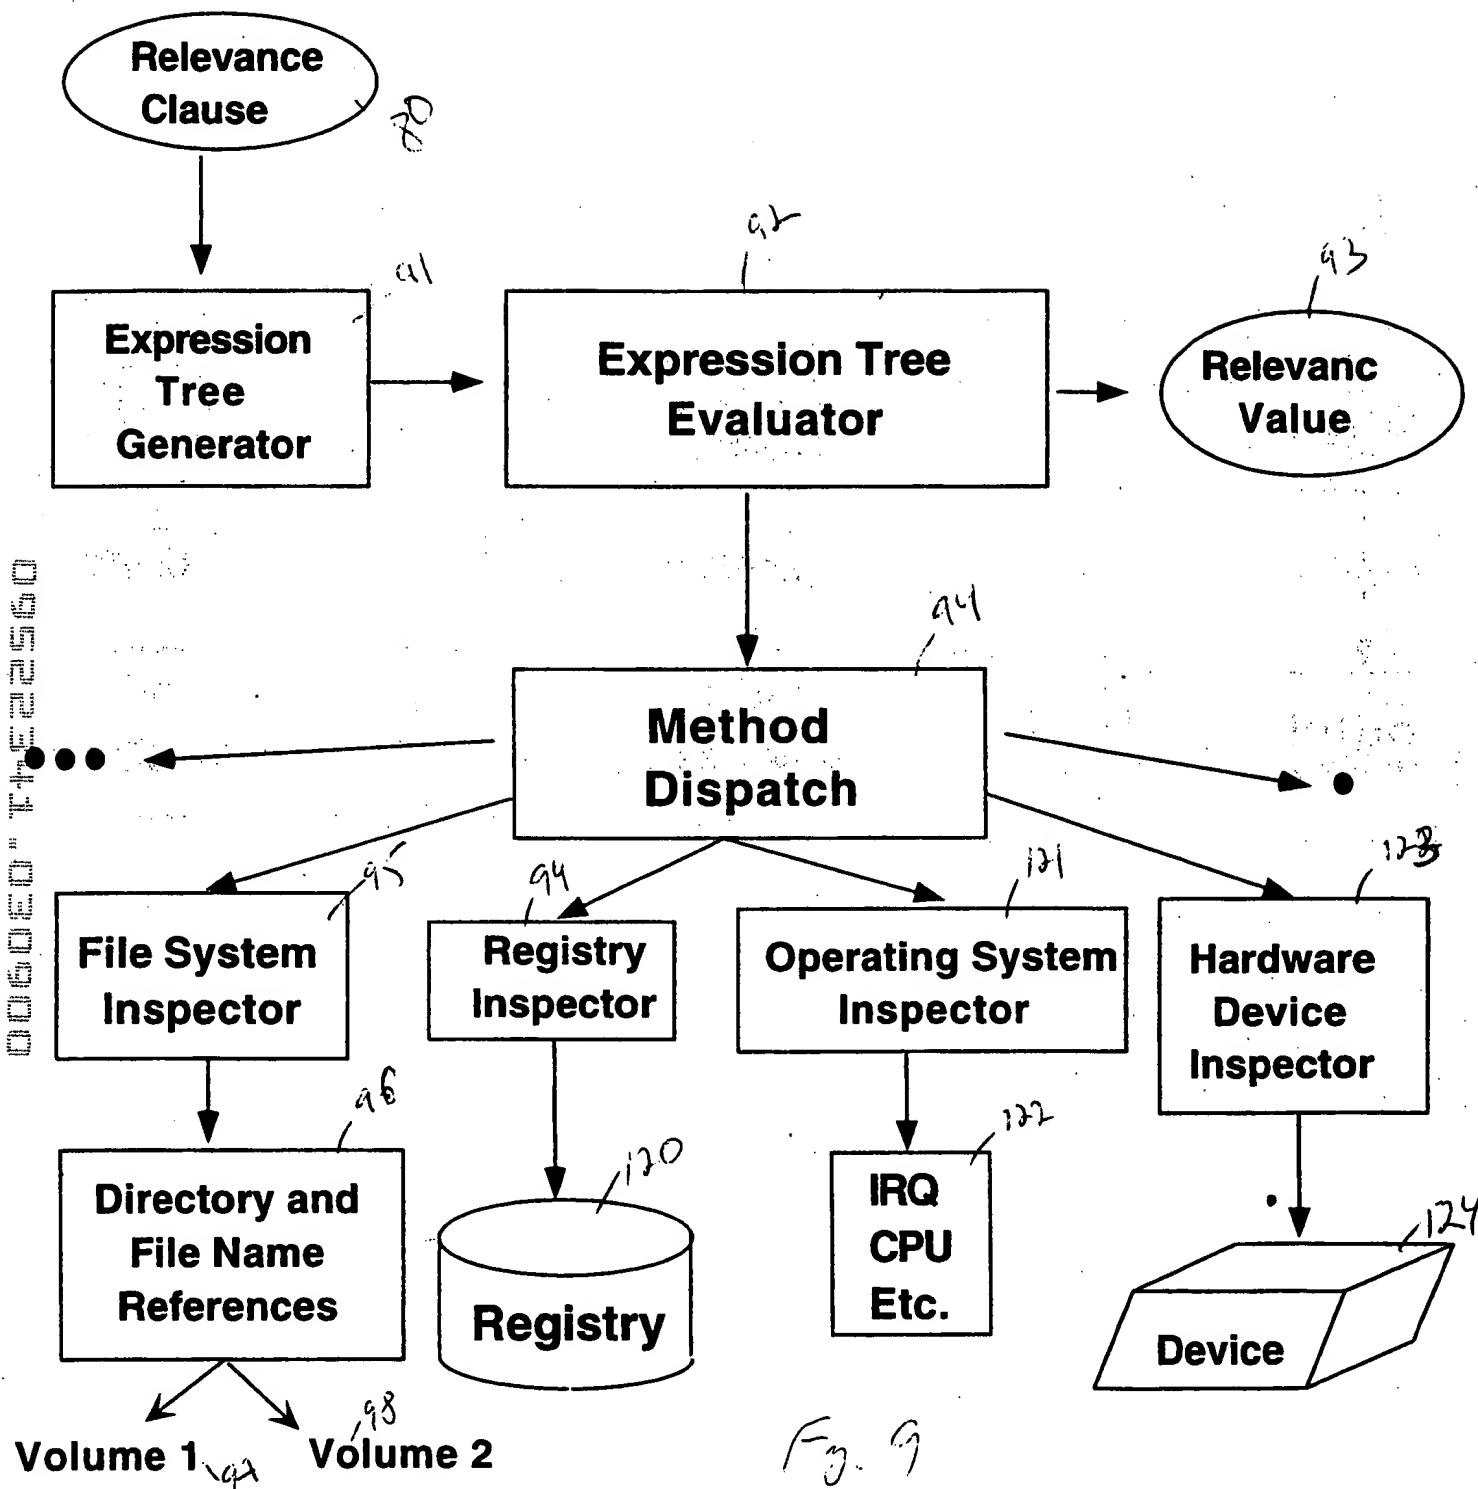 Relevance
Clause
80
91
92
93
Expression
Tree
Generator
Expression Tree
Evaluator
Relevanc
Value
94
Method
Dispatch
95
94
121
123
File System
Inspector
Registry
Inspector
Operating System
Inspector
Hardware
Device
Inspector
96
120
122
124
Directory and
File Name
References
Registry
IRQ
CPU
Etc.
Device
Volume 1
97
98
Volume 2
Fig. 9
09522341.030900